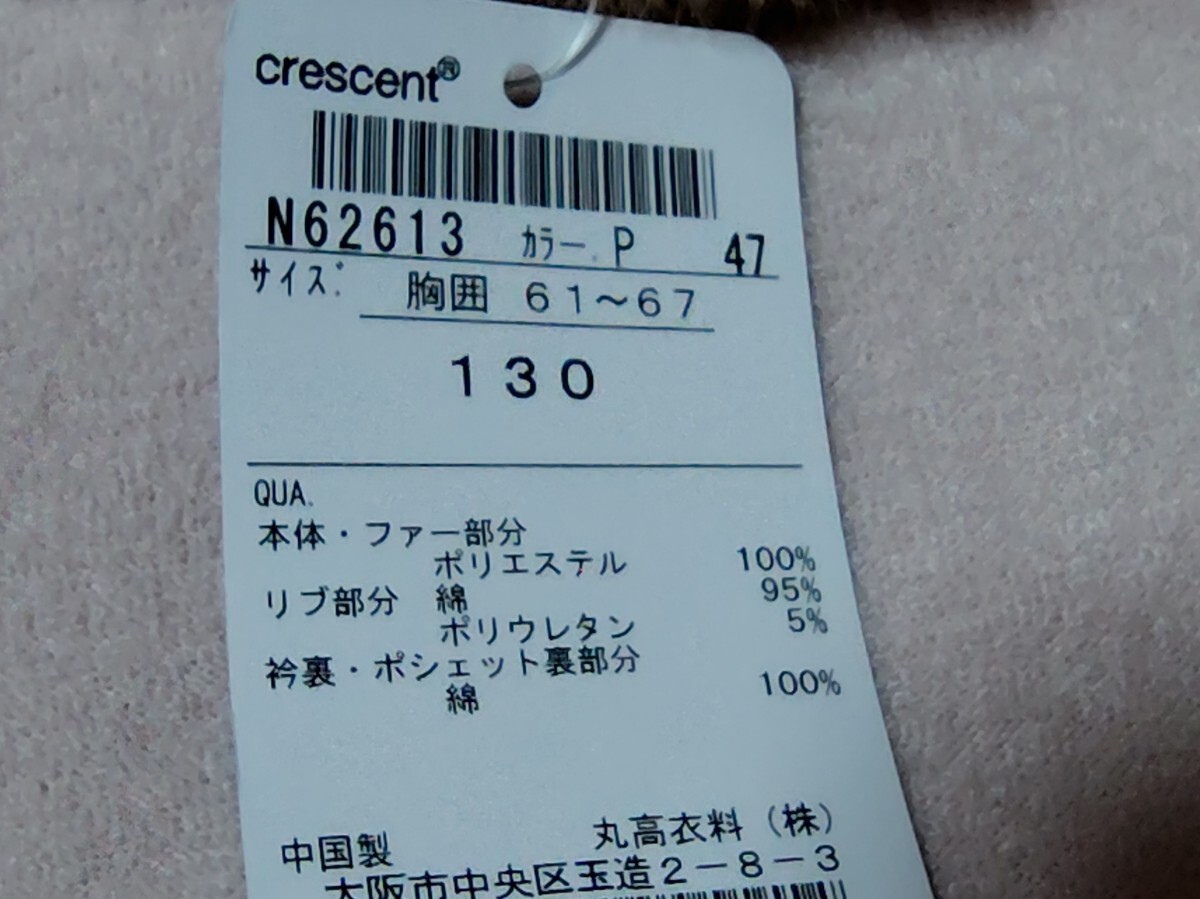 crescent®
N62613 カラー. P 47
サイズ. 胸囲 61～67
130
QUA.
本体・ファー部分
ポリエステル 100%
リブ部分 綿 95%
ポリウレタン 5%
衿裏・ポシェット裏部分
綿 100%
中国製 丸高衣料（株）
大阪市中央区玉造2－8－3